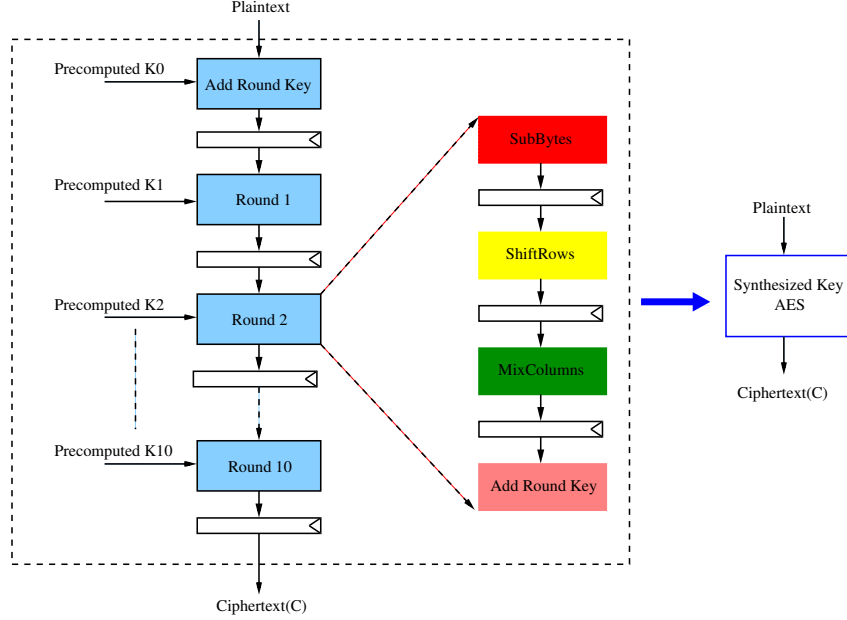 Plaintext
Precomputed K0
Add Round Key
Precomputed K1
Round 1
Precomputed K2
Round 2
Precomputed K10
Round 10
Ciphertext(C)
SubBytes
ShiftRows
MixColumns
Add Round Key
Plaintext
Synthesized Key
AES
Ciphertext(C)